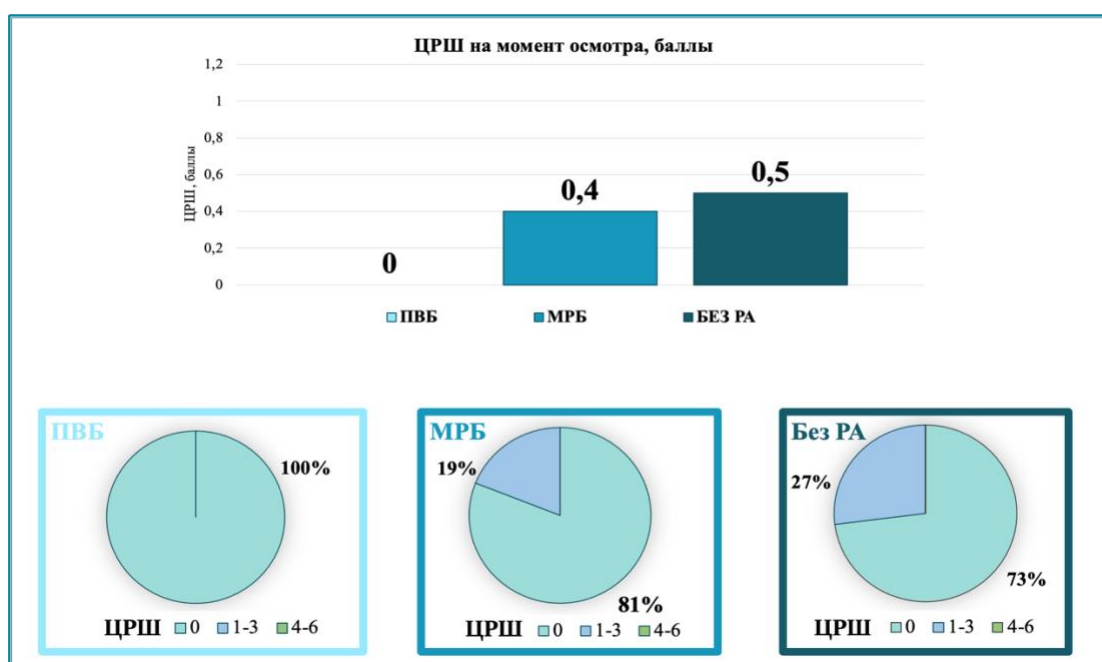 ЦРШ на момент осмотра, баллы
1,2
1
0,8
0,6
0,4
0,2
0
ЦРШ, баллы
0
0,4
0,5
ПВБ МРБ БЕЗ РА
ПВБ
100%
ЦРШ 0 1-3 4-6
МРБ
19%
81%
ЦРШ 0 1-3 4-6
Без РА
27%
73%
ЦРШ 0 1-3 4-6